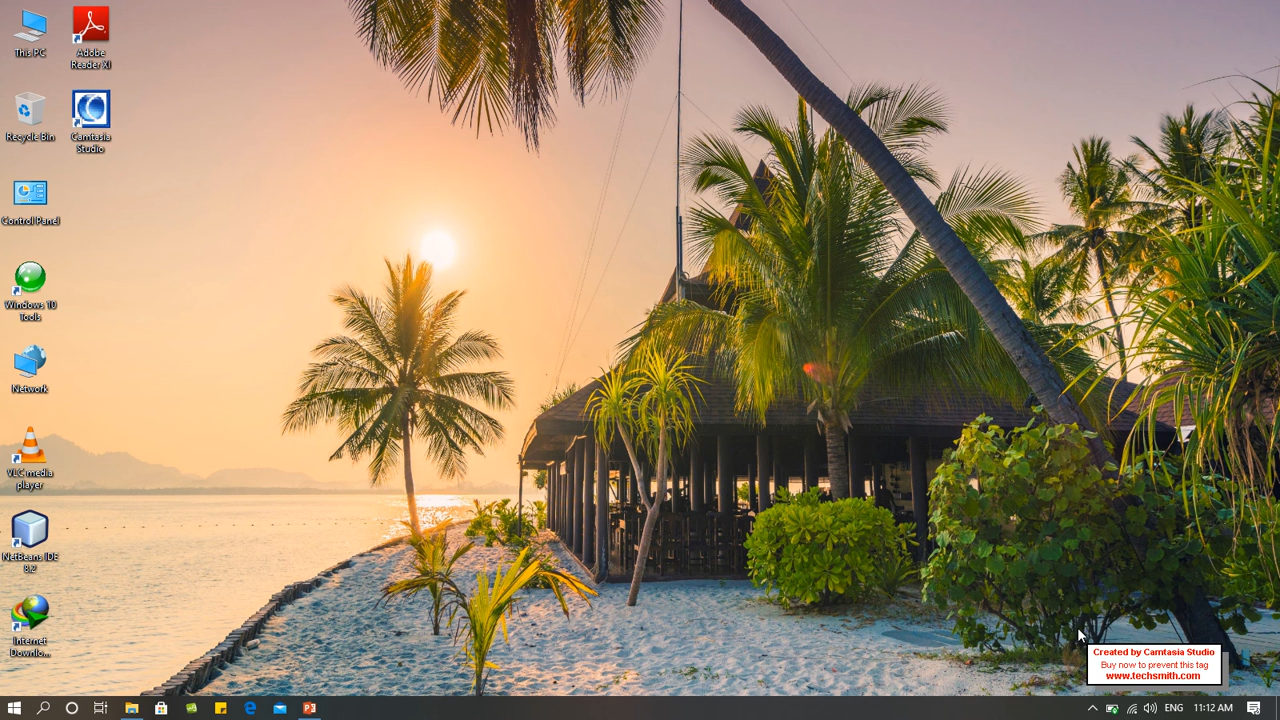 This PC
Adobe
Reader XI
Recycle Bin
Camtasia
Studio
Control Panel
Windows 10
Tools
Network
VLC media
player
NetBeans IDE
8.2
Internet
Downlo...
Created by Camtasia Studio
Buy now to prevent this tag
www.techsmith.com
ENG
11:12 AM